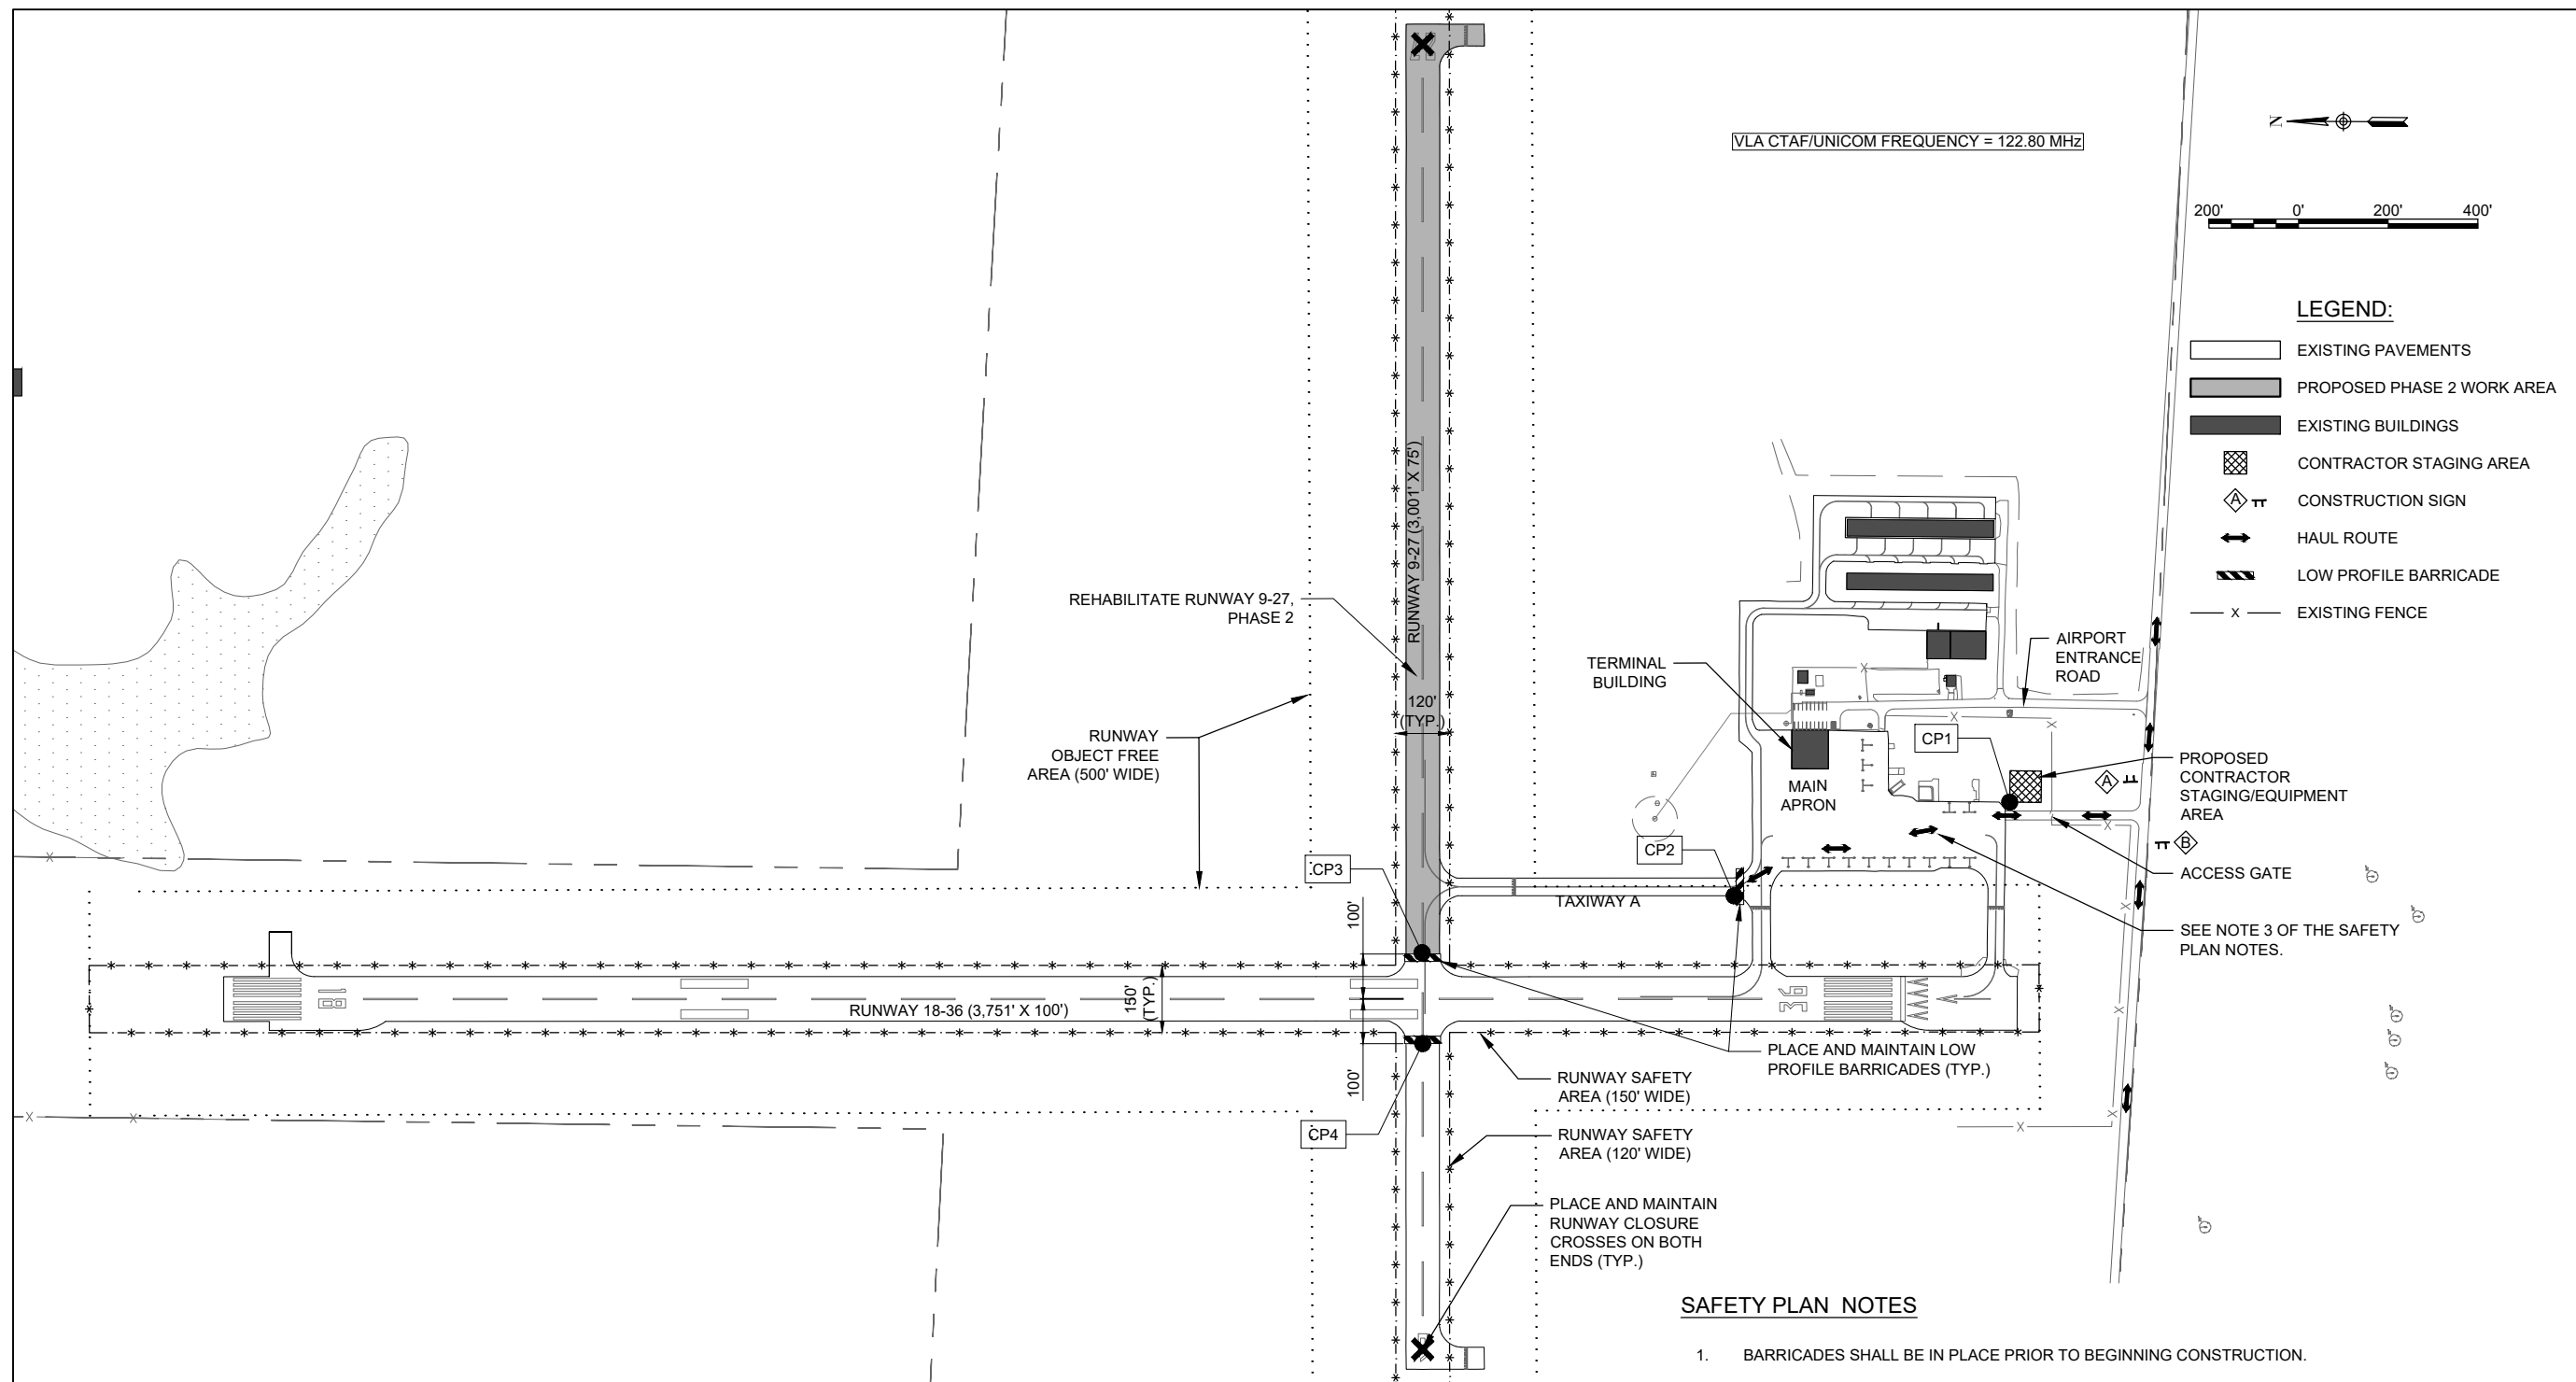 VLA CTAF/UNICOM FREQUENCY = 122.80 MHz
N
200' 0' 200' 400'
LEGEND:
EXISTING PAVEMENTS
PROPOSED PHASE 2 WORK AREA
EXISTING BUILDINGS
CONTRACTOR STAGING AREA
A CONSTRUCTION SIGN
HAUL ROUTE
LOW PROFILE BARRICADE
X EXISTING FENCE
RUNWAY 9-27 (3,001' X 75')
REHABILITATE RUNWAY 9-27,
PHASE 2
120'
(TYP.)
RUNWAY
OBJECT FREE
AREA (500' WIDE)
TERMINAL
BUILDING
MAIN
APRON
AIRPORT
ENTRANCE
ROAD
CP1
PROPOSED
CONTRACTOR
STAGING/EQUIPMENT
AREA
A
B
ACCESS GATE
SEE NOTE 3 OF THE SAFETY
PLAN NOTES.
CP2
CP3
TAXIWAY A
100'
100'
18
RUNWAY 18-36 (3,751' X 100')
150'
(TYP.)
36
PLACE AND MAINTAIN LOW
PROFILE BARRICADES (TYP.)
RUNWAY SAFETY
AREA (150' WIDE)
CP4
RUNWAY SAFETY
AREA (120' WIDE)
PLACE AND MAINTAIN
RUNWAY CLOSURE
CROSSES ON BOTH
ENDS (TYP.)
SAFETY PLAN NOTES
1. BARRICADES SHALL BE IN PLACE PRIOR TO BEGINNING CONSTRUCTION.